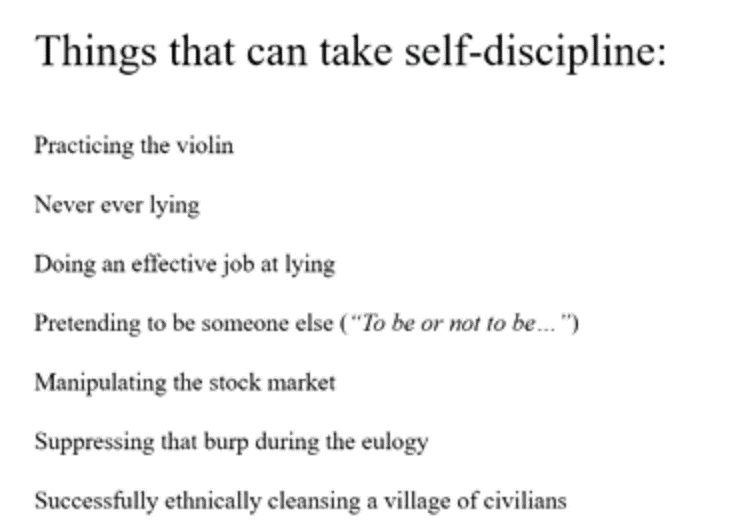 Things that can take self-discipline:
Practicing the violin
Never ever lying
Doing an effective job at lying
Pretending to be someone else (“To be or not to be…”)
Manipulating the stock market
Suppressing that burp during the eulogy
Successfully ethnically cleansing a village of civilians